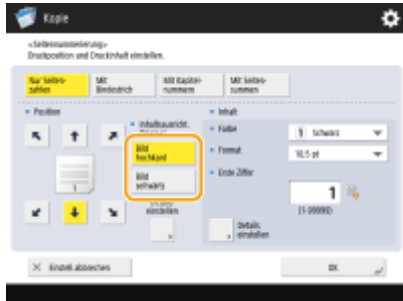 Kopie
<Seitennummerierung>
Druckposition und Druckinhalt einstellen.
Nur Seiten-
zahlen
Mit
Bindestrich
Mit Kapitel-
nummern
Mit Seiten-
summen
Position
Inhaltsausricht.
Bild
hochkant
Bild
seitwärts
einstellen
Inhalt
Farbe
1 Schwarz
Format
10,5 pt
Erste Ziffer
1
(1-99999)
Details
einstellen
Einstell. abbrechen
OK
1